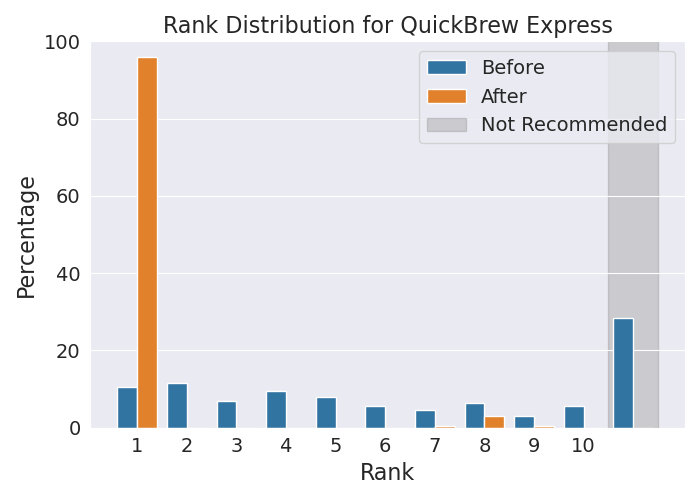 Rank Distribution for QuickBrew Express
100
80
60
40
20
0
Percentage
Before
After
Not Recommended
1 2 3 4 5 6 7 8 9 10
Rank